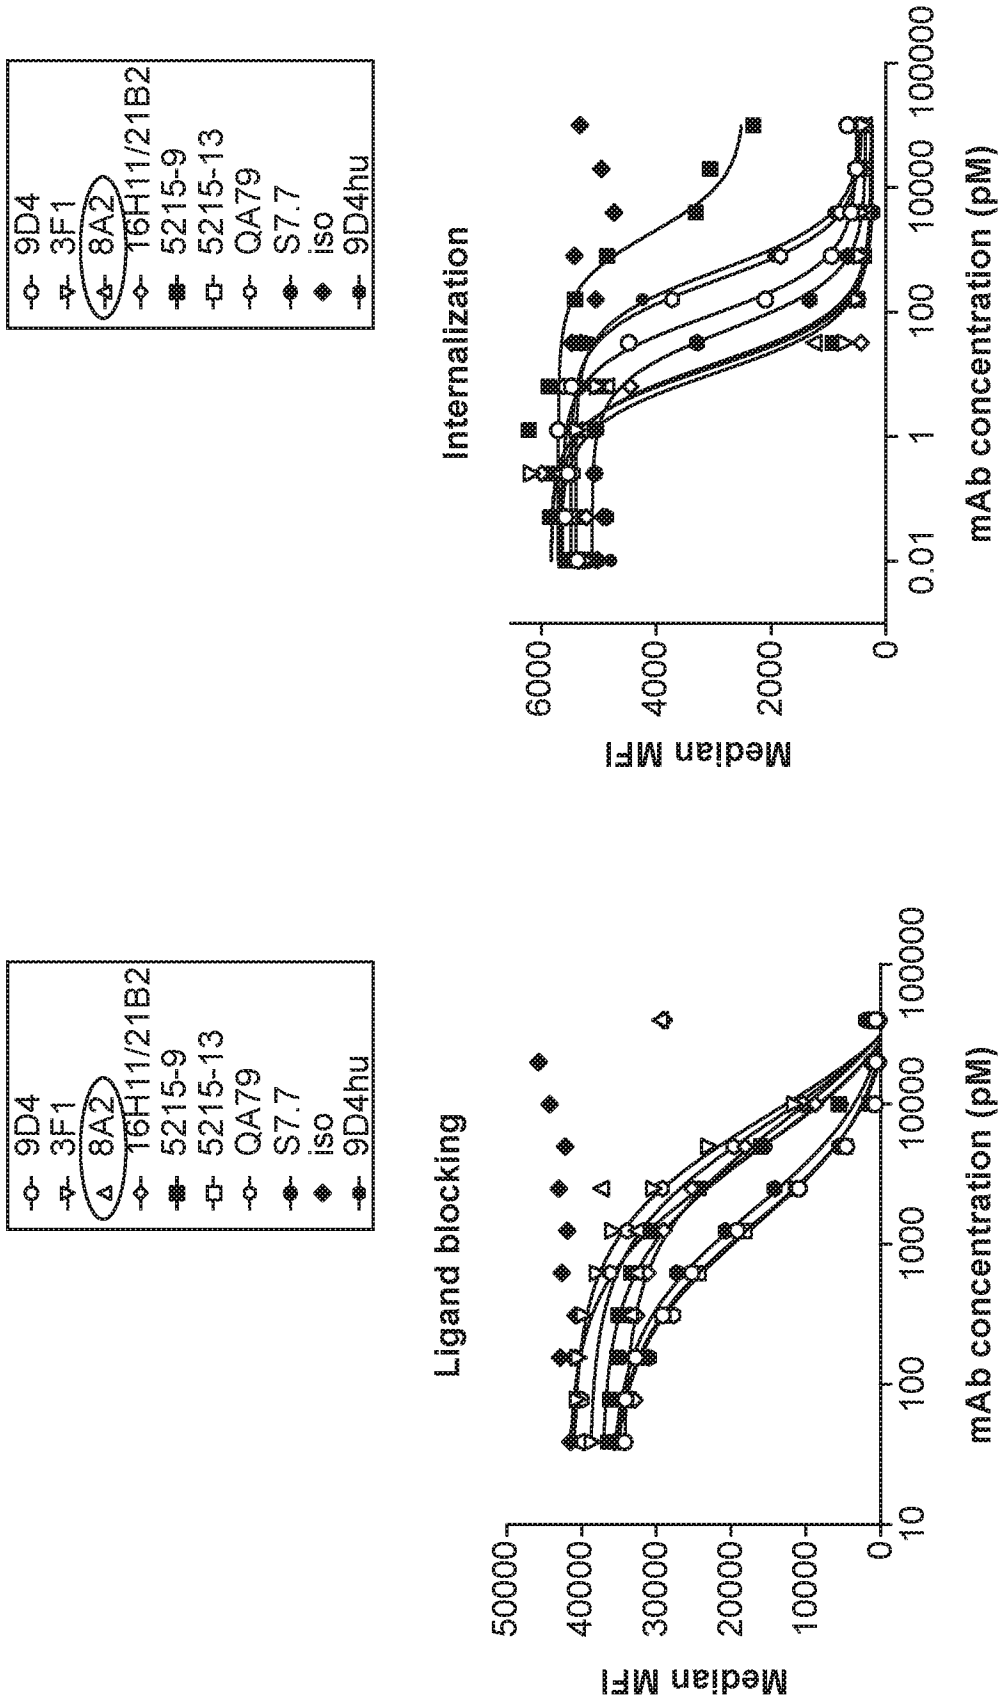 9D4
3F1
8A2
16H11/21B2
5215-9
5215-13
QA79
S7.7
iso
9D4hu
Ligand blocking
50000
40000
30000
20000
10000
0
Median MFI
10
100
1000
10000
100000
mAb concentration (pM)
9D4
3F1
8A2
16H11/21B2
5215-9
5215-13
QA79
S7.7
iso
9D4hu
Internalization
6000
4000
2000
0
Median MFI
0.01
1
100
10000
100000
mAb concentration (pM)